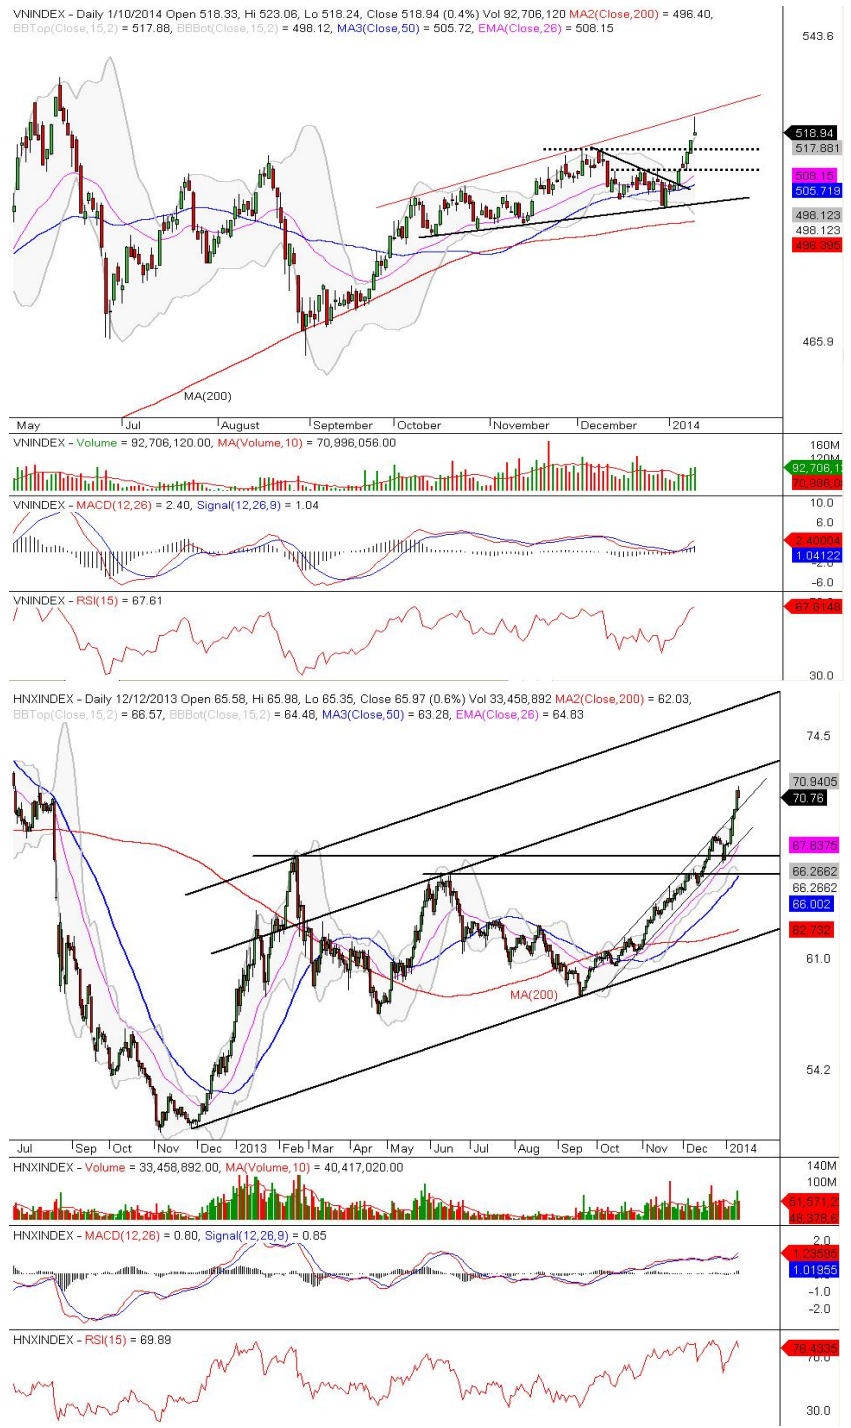 VNINDEX - Daily 1/10/2014 Open 518.33, Hi 523.06, Lo 518.24, Close 518.94 (0.4%) Vol 92,706,120 MA2(Close,200) = 496.40,
BBTop(Close,15,2) = 517.88, BBBot(Close,15,2) = 498.12, MA3(Close,50) = 505.72, EMA(Close,26) = 508.15
543.6
518.94
517.881
508.15
505.719
498.123
498.123
496.395
465.9
MA(200)
May Jul August September October November December 2014
VNINDEX - Volume = 92,706,120.00, MA(Volume,10) = 70,996,056.00
160M
120M
VNINDEX - MACD(12,26) = 2.40, Signal(12,26,9) = 1.04
10.0
6.0
2.40004
1.04122
-2.0
-6.0
VNINDEX - RSI(15) = 67.61
67.6148
30.0
HNXINDEX - Daily 12/12/2013 Open 65.58, Hi 65.98, Lo 65.35, Close 65.97 (0.6%) Vol 33,458,892 MA2(Close,200) = 62.03,
BBTop(Close,15,2) = 66.57, BBBot(Close,15,2) = 64.48, MA3(Close,50) = 63.28, EMA(Close,26) = 64.83
74.5
70.9405
70.76
67.8375
66.2662
66.2662
66.002
62.732
61.0
MA(200)
54.2
Jul Sep Oct Nov Dec 2013 Feb Mar Apr May Jun Jul Aug Sep Oct Nov Dec 2014
HNXINDEX - Volume = 33,458,892.00, MA(Volume,10) = 40,417,020.00
140M
100M
HNXINDEX - MACD(12,26) = 0.80, Signal(12,26,9) = 0.85
2.0
1.23595
1.01955
-1.0
-2.0
HNXINDEX - RSI(15) = 69.89
76.4335
70.0
30.0